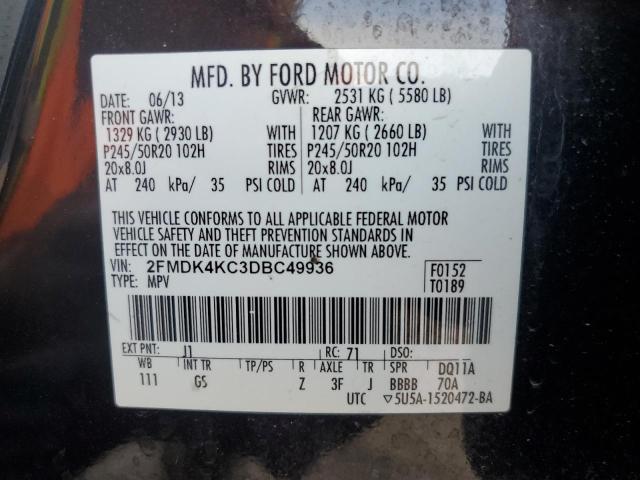 MFD. BY FORD MOTOR CO.
DATE: 06/13 GVWR: 2531 KG ( 5580 LB)
FRONT GAWR: REAR GAWR:
1329 KG ( 2930 LB) WITH 1207 KG ( 2660 LB) WITH
P245/50R20 102H TIRES P245/50R20 102H TIRES
20x8.0J RIMS 20x8.0J RIMS
AT 240 kPa/ 35 PSI COLD AT 240 kPa/ 35 PSI COLD
THIS VEHICLE CONFORMS TO ALL APPLICABLE FEDERAL MOTOR
VEHICLE SAFETY AND THEFT PREVENTION STANDARDS IN
EFFECT ON THE DATE OF MANUFACTURE SHOWN ABOVE.
VIN: 2FMDK4KC3DBC49936 F0152
TYPE: MPV T0189
EXT PNT: J1 RC: 71 DSO:
WB INT TR TP/PS R AXLE TR SPR DQ11A
111 GS Z 3F J BBBB 70A
UTC ▽5U5A-1520472-BA